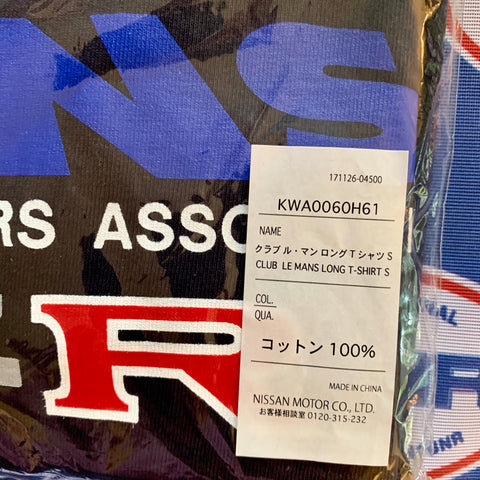 NS
RS ASSO
R
171126-04500
KWA0060H61
NAME
クラブ ル・マン ロング T シャツ S
CLUB LE MANS LONG T-SHIRT S
COL.
QUA.
コットン 100%
MADE IN CHINA
NISSAN MOTOR CO., LTD.
お客様相談室 0120-315-232